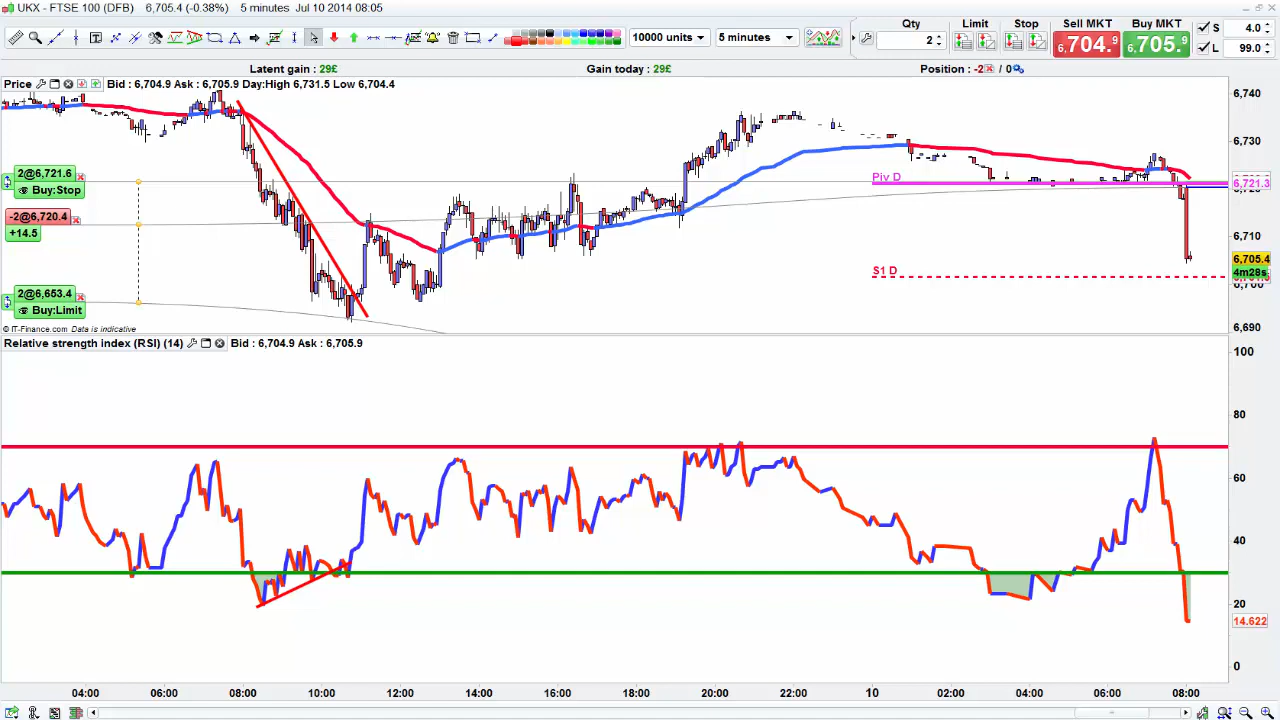 UKX - FTSE 100 (DFB) 6,705.4 (-0.38%) 5 minutes Jul 10 2014 08:05
Qty Limit Stop Sell MKT Buy MKT S 4.0
10000 units 5 minutes 2 6,704.9 6,705.9 L 99.0
Latent gain : 29£ Gain today : 29£ Position : -2 / 0
Price Bid : 6,704.9 Ask : 6,705.9 Day:High 6,731.5 Low 6,704.4
6,740
6,730
2@6,721.6
Buy:Stop
Piv D
6,721.3
-2@6,720.4
+14.5
6,710
6,705.4
4m28s
S1 D
6,700
2@6,653.4
Buy:Limit
6,690
© IT-Finance.com Data is indicative
Relative strength index (RSI) (14) Bid : 6,704.9 Ask : 6,705.9
100
80
60
40
20
14.622
0
04:00 06:00 08:00 10:00 12:00 14:00 16:00 18:00 20:00 22:00 10 02:00 04:00 06:00 08:00